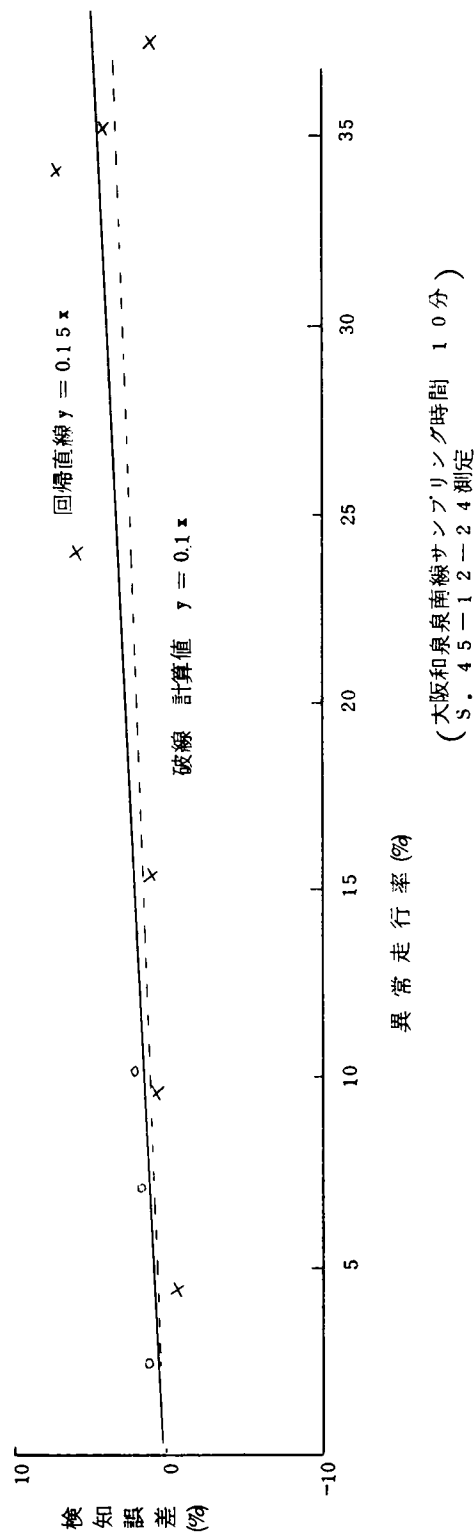 検知誤差(%)
10
0
-10
回帰直線 y = 0.15 x
破線 計算値 y = 0.1 x
5
10
15
20
25
30
35
異常走行率(%)
(大阪和泉泉南線サンプリング時間 10分)
S. 45-12-24測定